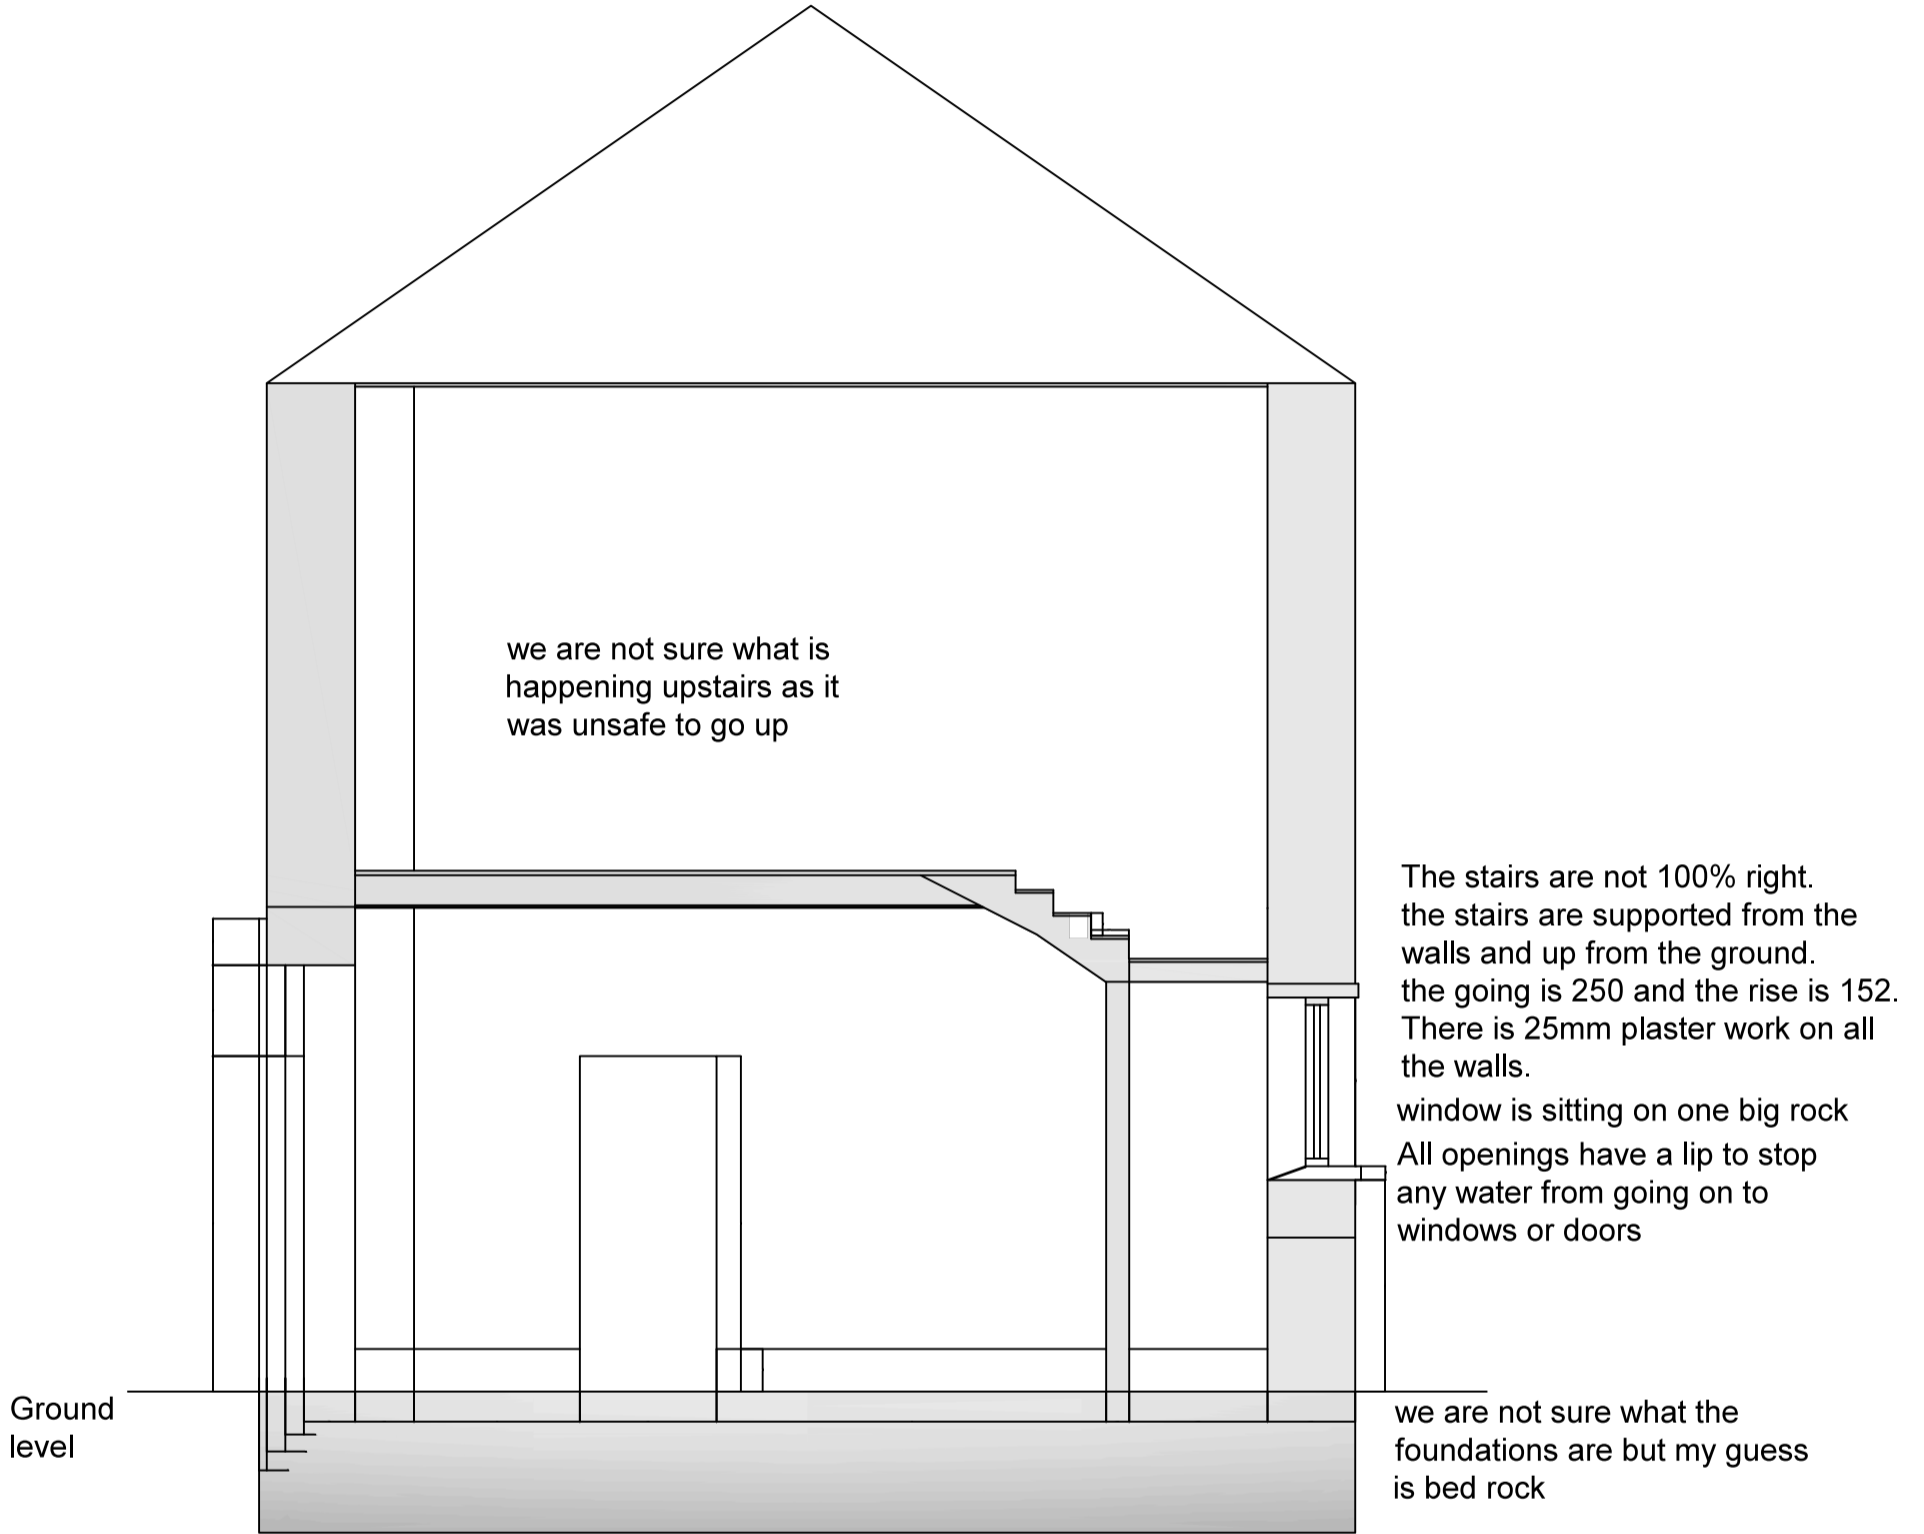 we are not sure what is
happening upstairs as it
was unsafe to go up
The stairs are not 100% right.
the stairs are supported from the
walls and up from the ground.
the going is 250 and the rise is 152.
There is 25mm plaster work on all
the walls.
window is sitting on one big rock
All openings have a lip to stop
any water from going on to
windows or doors
Ground
level
we are not sure what the
foundations are but my guess
is bed rock